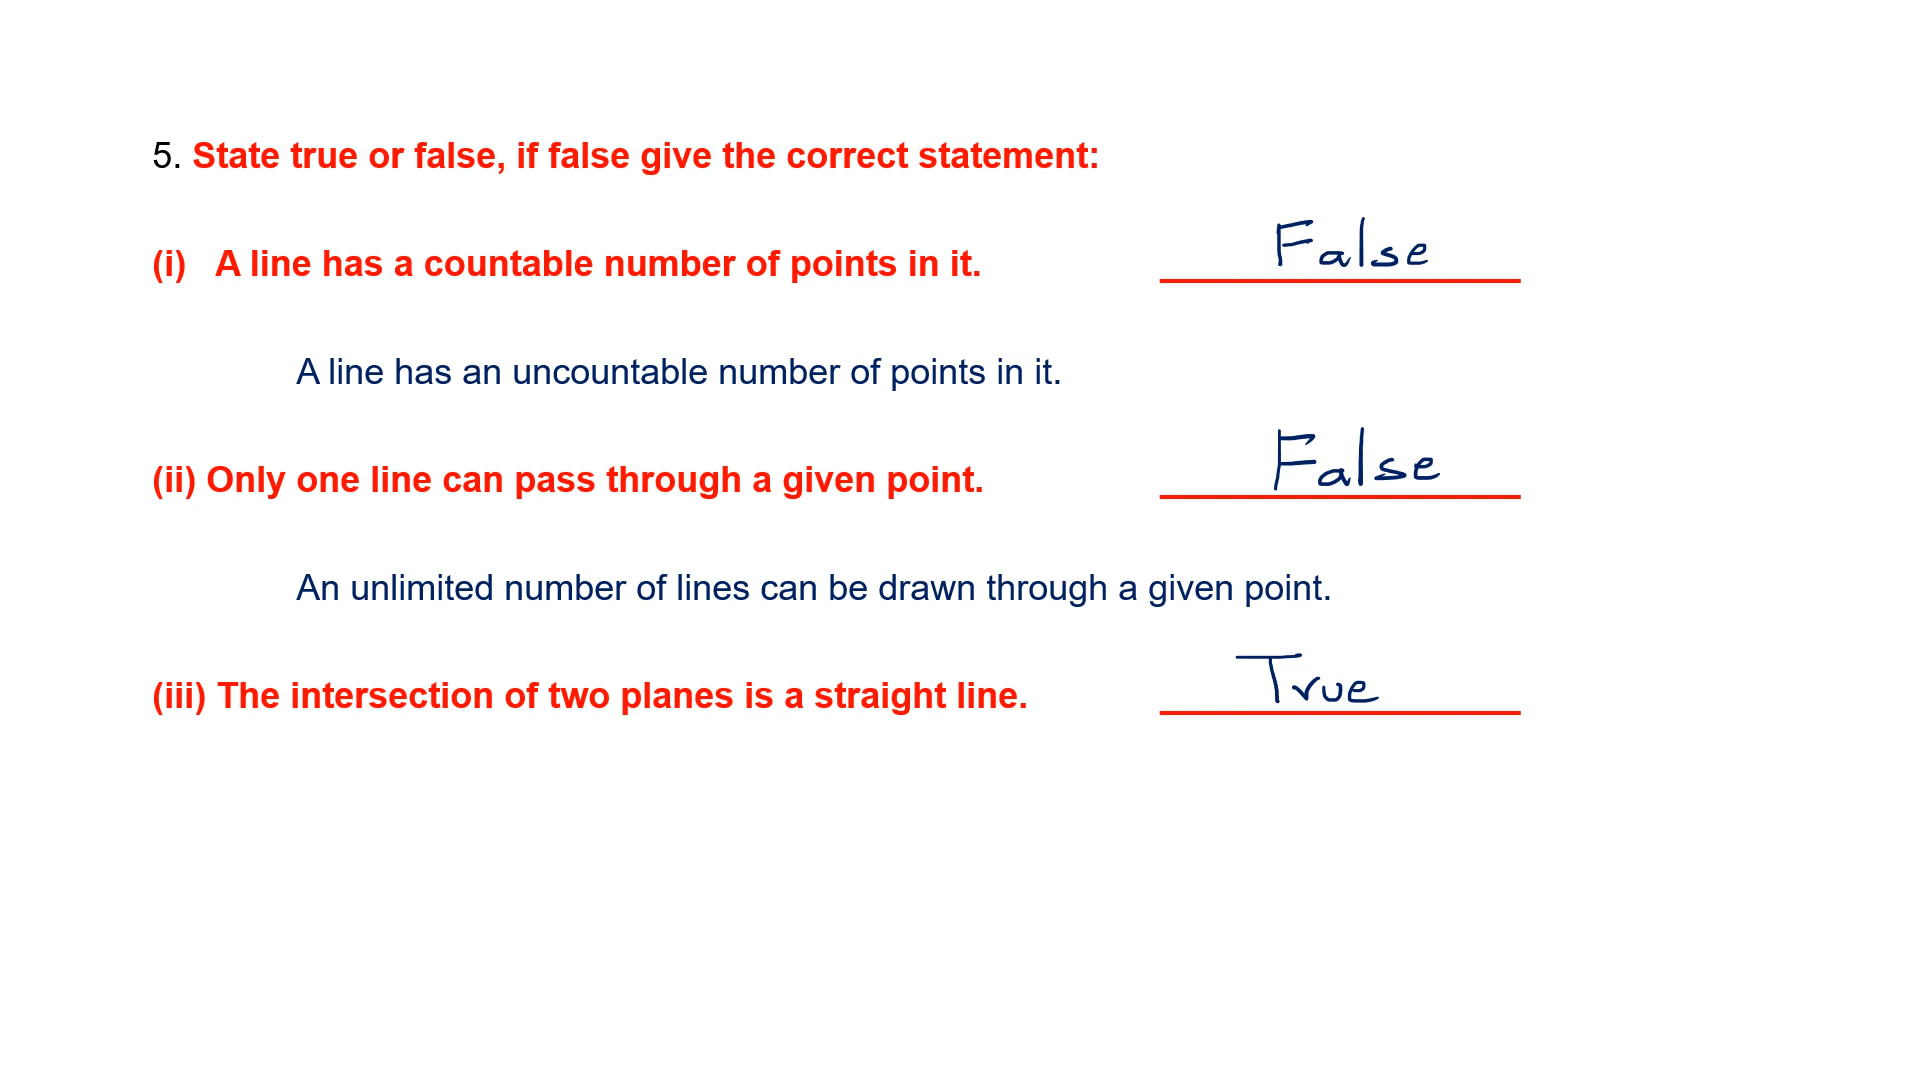 5. State true or false, if false give the correct statement:
(i) A line has a countable number of points in it. False
A line has an uncountable number of points in it.
(ii) Only one line can pass through a given point. False
An unlimited number of lines can be drawn through a given point.
(iii) The intersection of two planes is a straight line. True